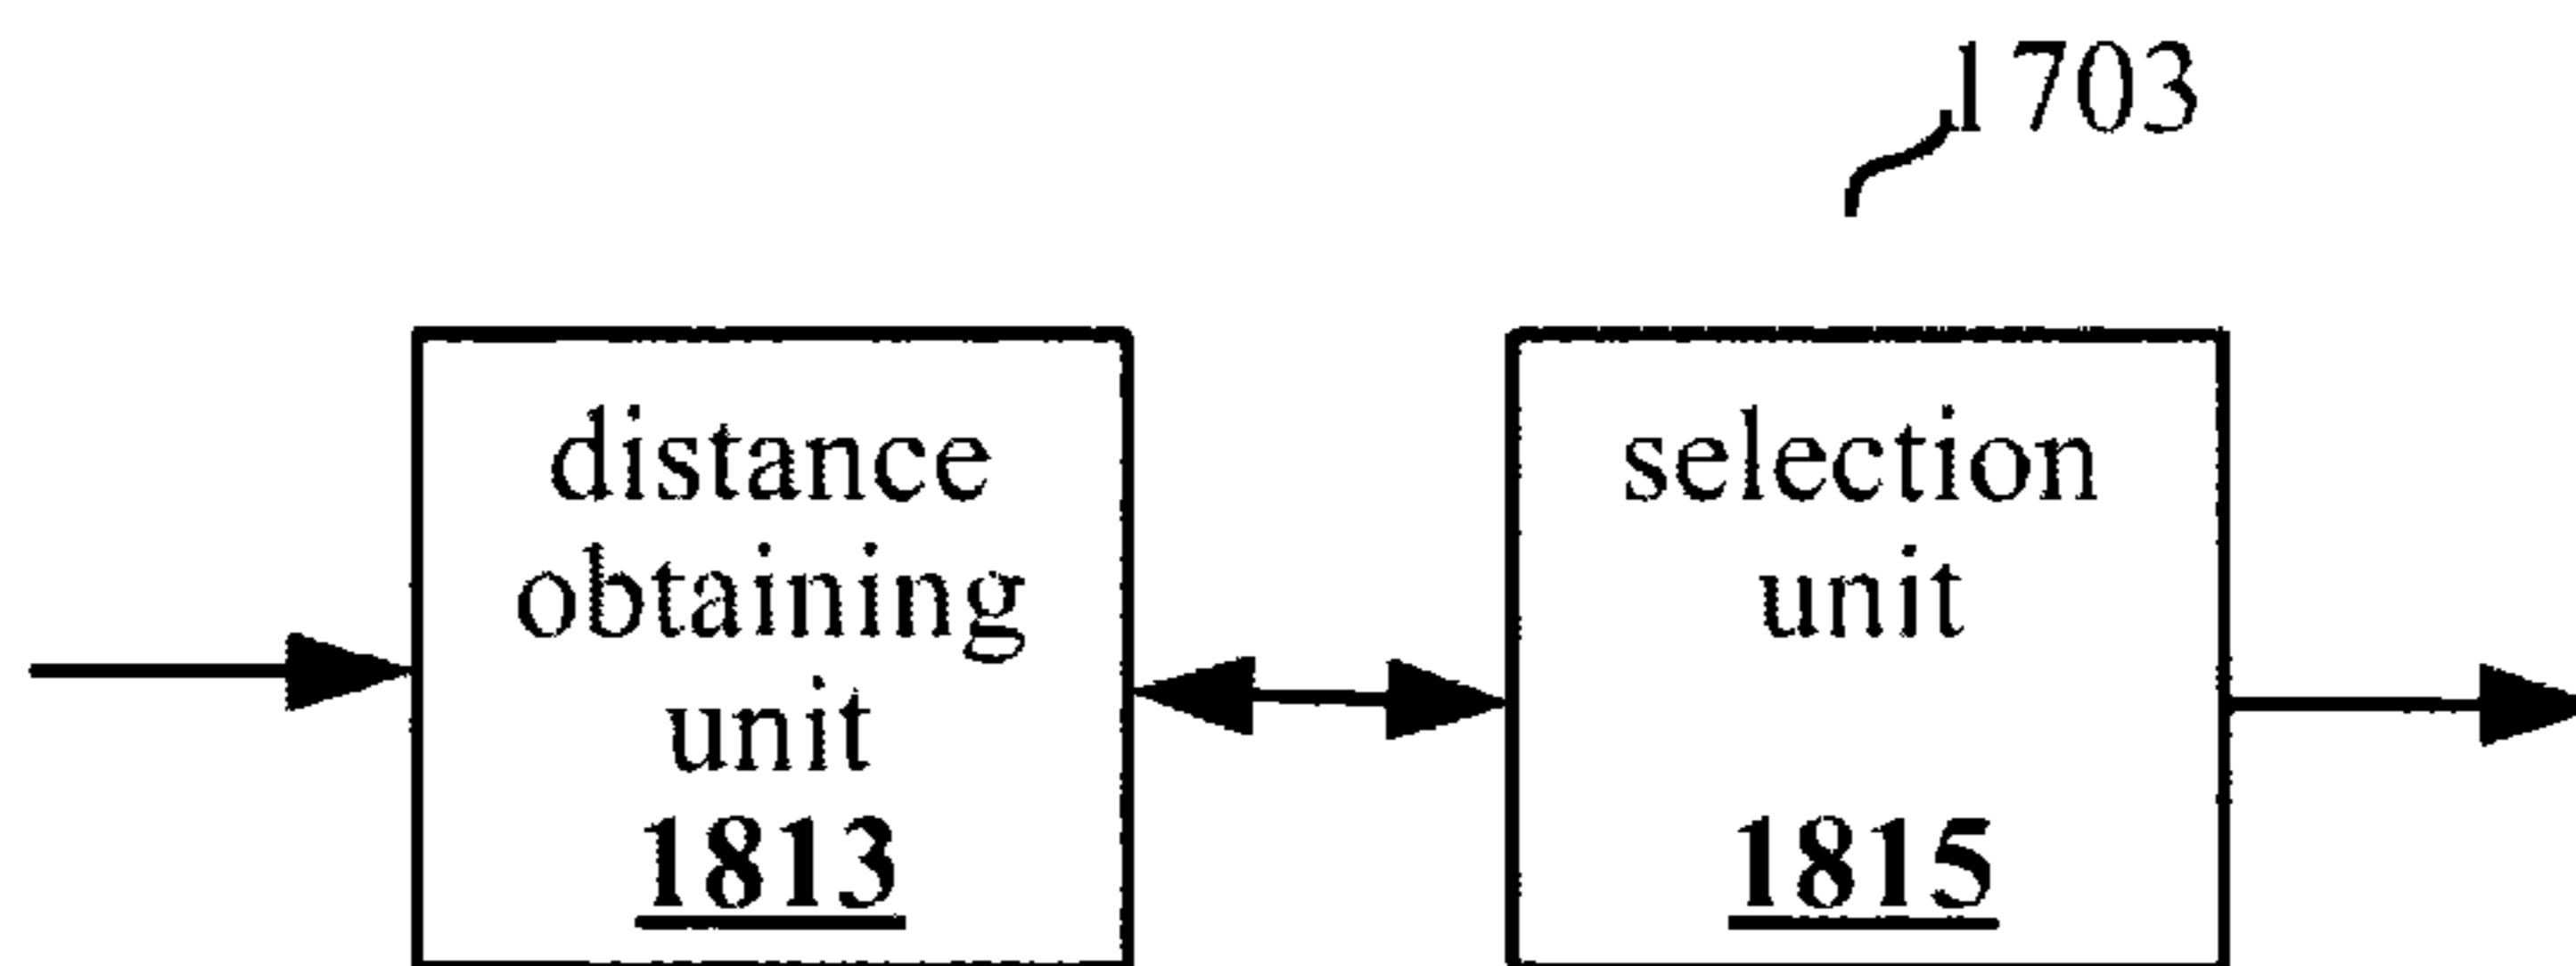 1703
distance
obtaining
unit
1813
selection
unit
1815